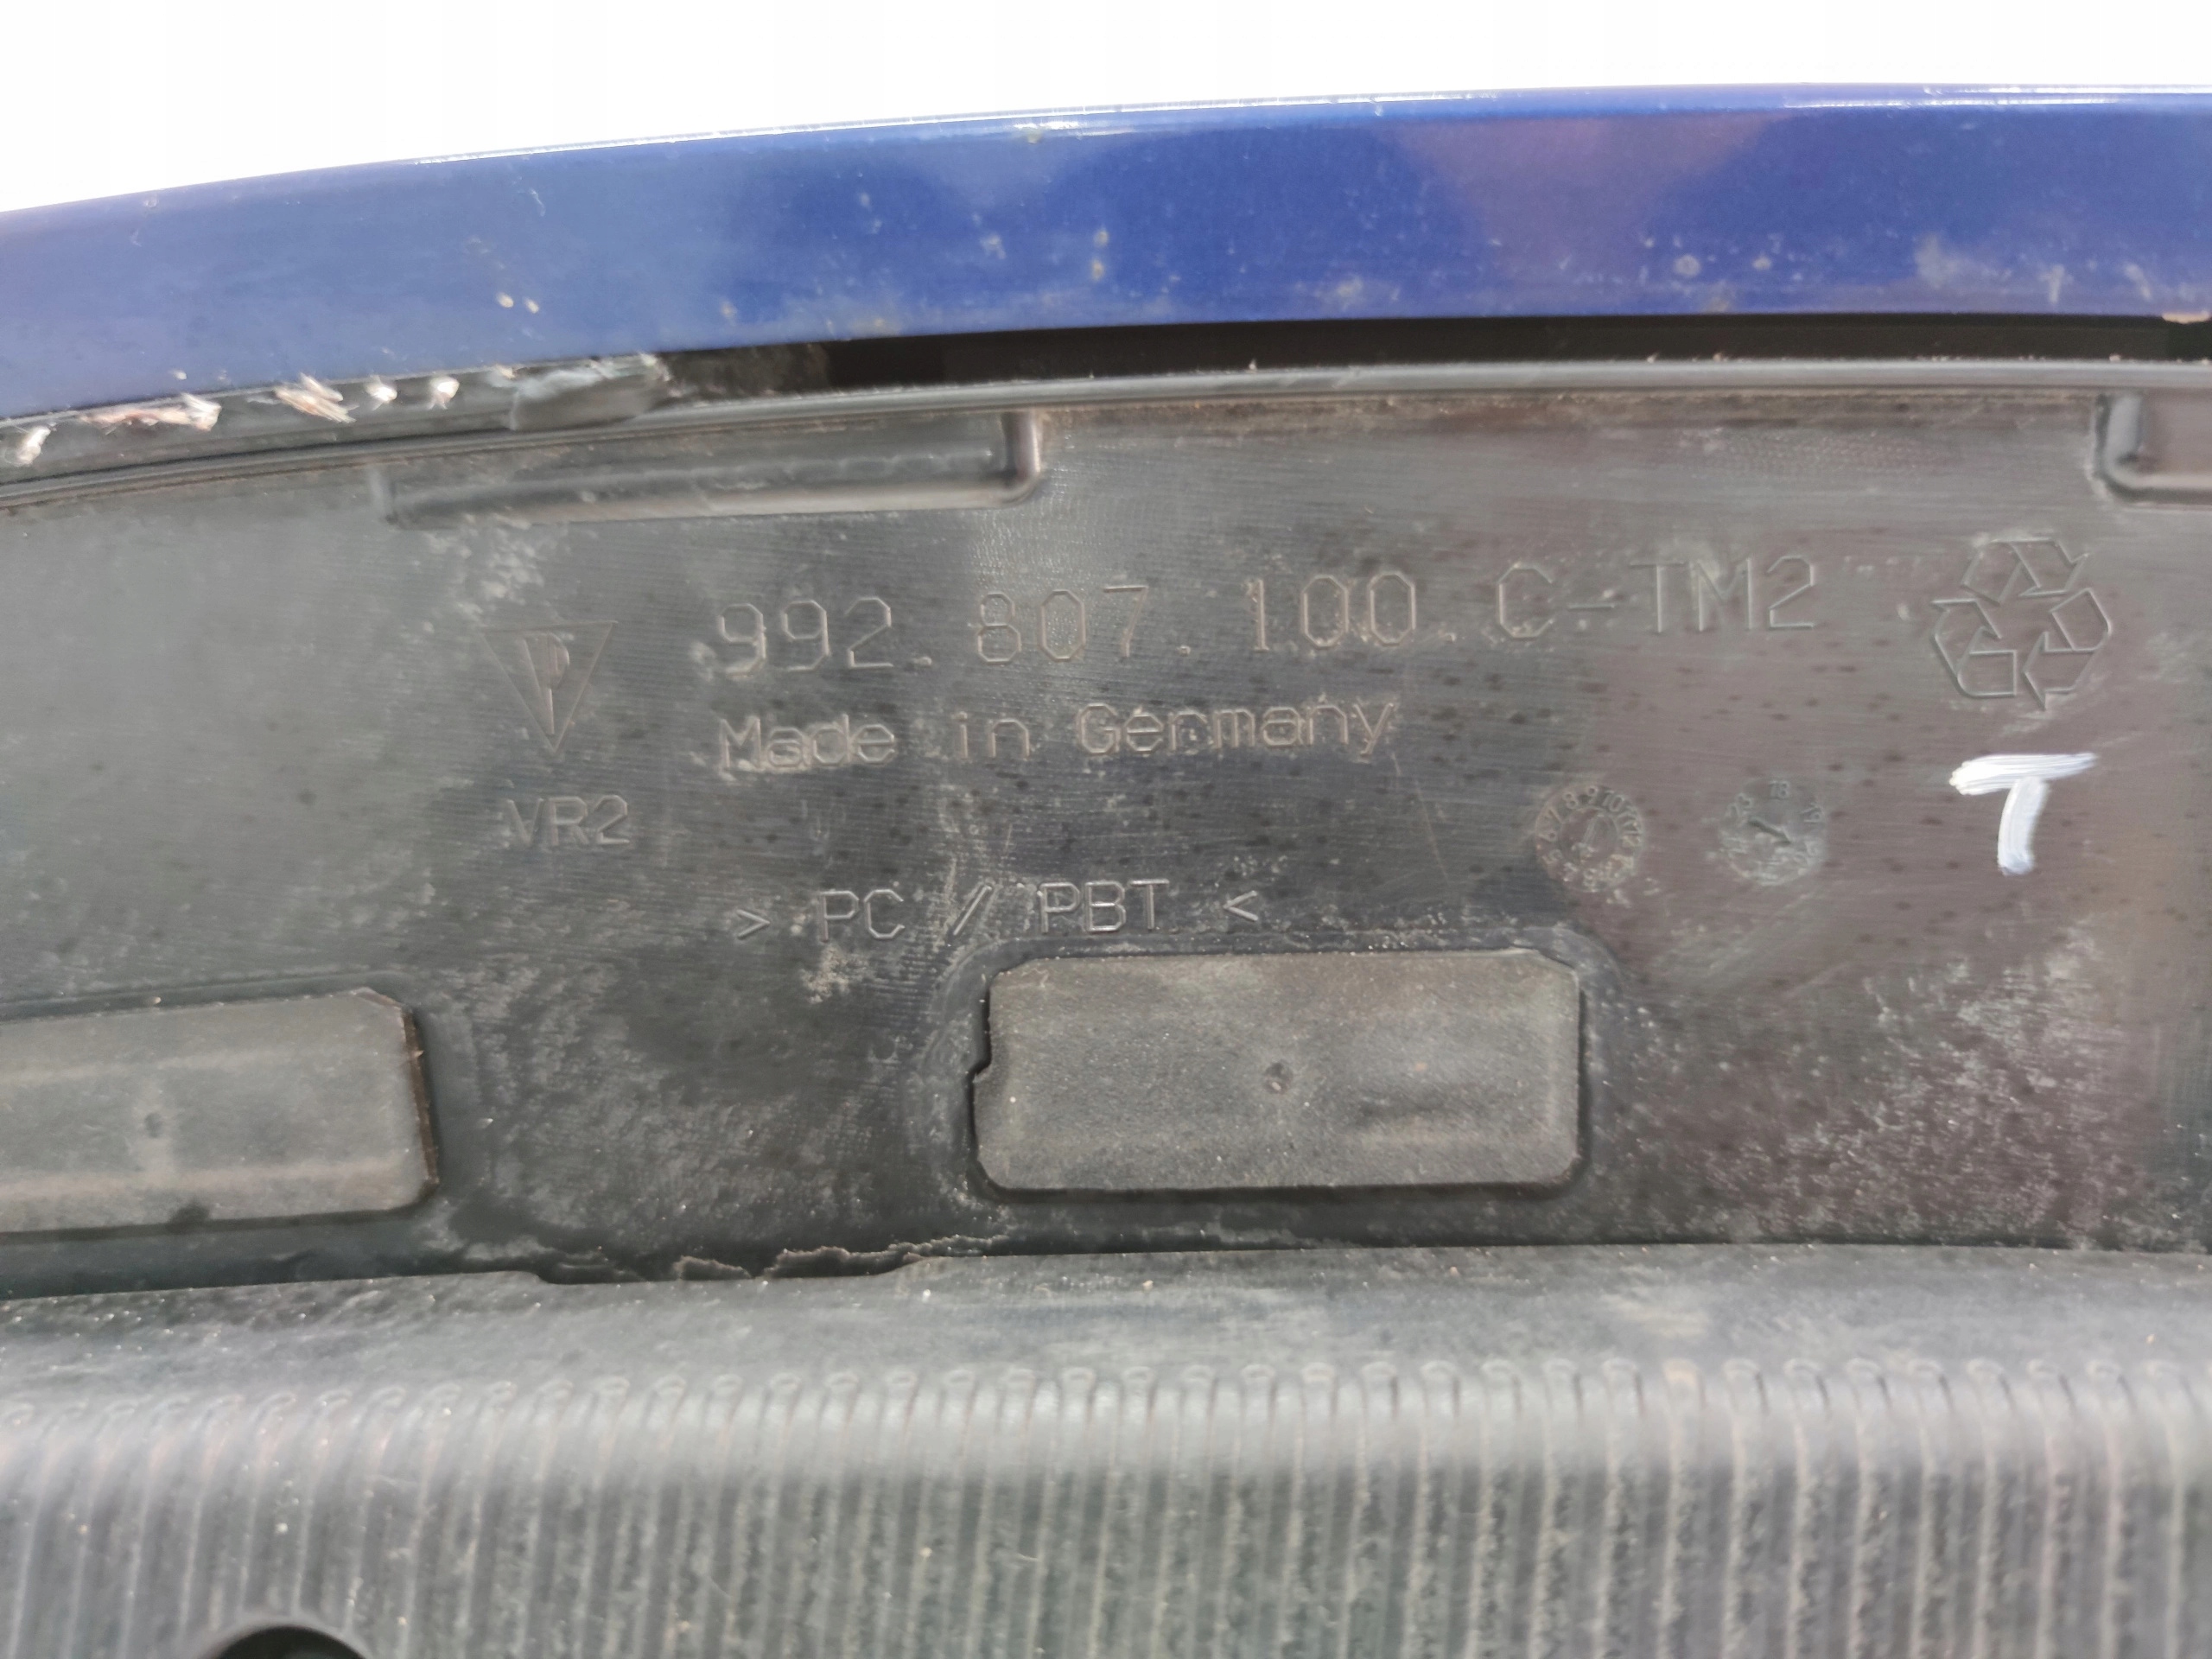 992.807.100.C-TM2
Made in Germany
VR2
T
> PC / PBT <